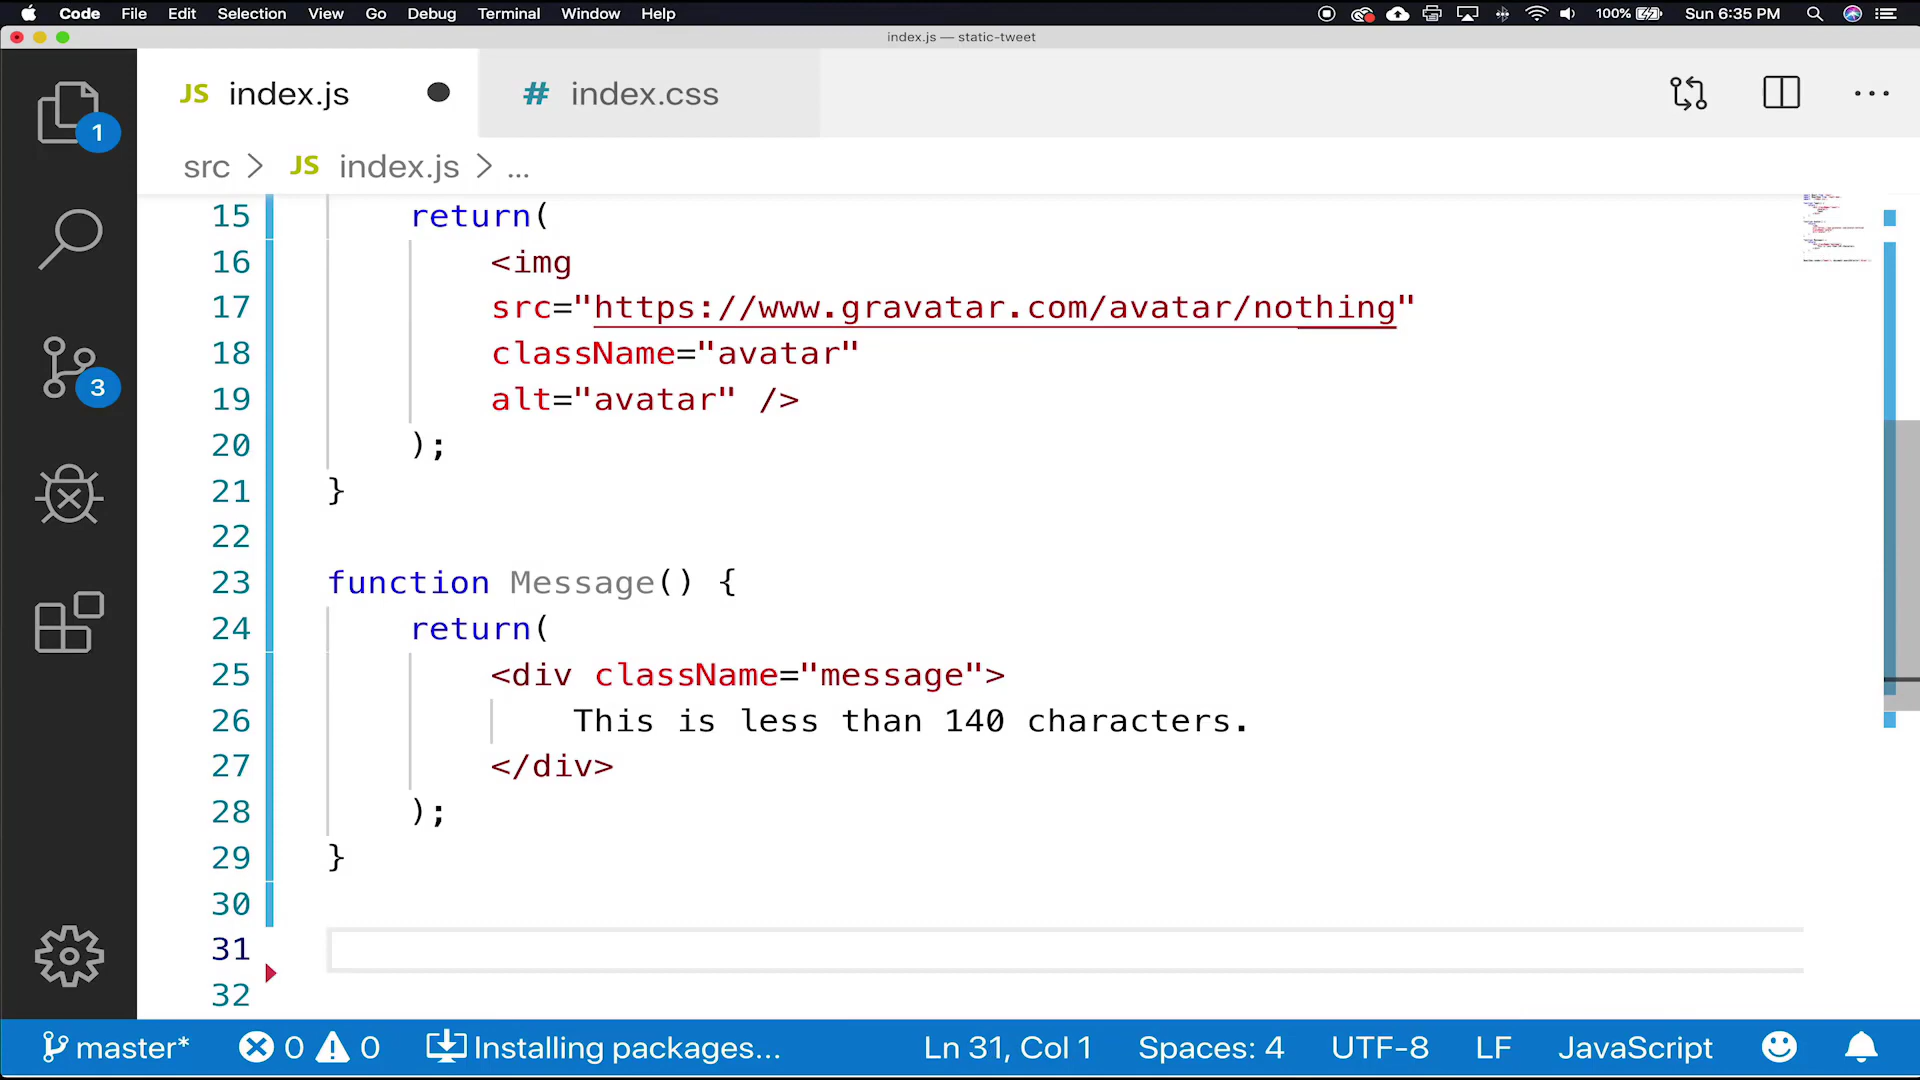 Code File Edit Selection View Go Debug Terminal Window Help 100% Sun 6:35 PM
index.js — static-tweet
JS index.js # index.css
1
src > JS index.js > ...
15 return(
16 <img
17 src="https://www.gravatar.com/avatar/nothing"
18 className="avatar"
3
19 alt="avatar" />
20 );
21 }
22
23 function Message() {
24 return(
25 <div className="message">
26 This is less than 140 characters.
27 </div>
28 );
29 }
30
31
32
master* 0 0 Installing packages... Ln 31, Col 1 Spaces: 4 UTF-8 LF JavaScript